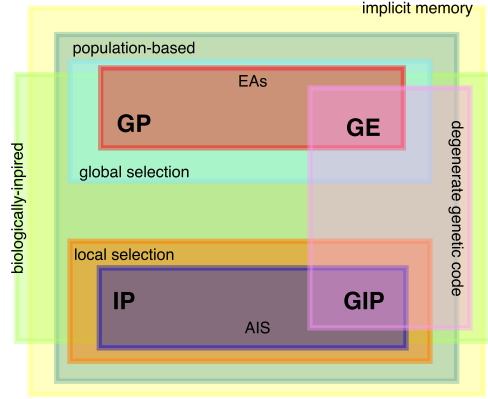 implicit memory
population-based
EAs
GP
GE
global selection
biologically-inpired
degenerate genetic code
local selection
IP
GIP
AIS